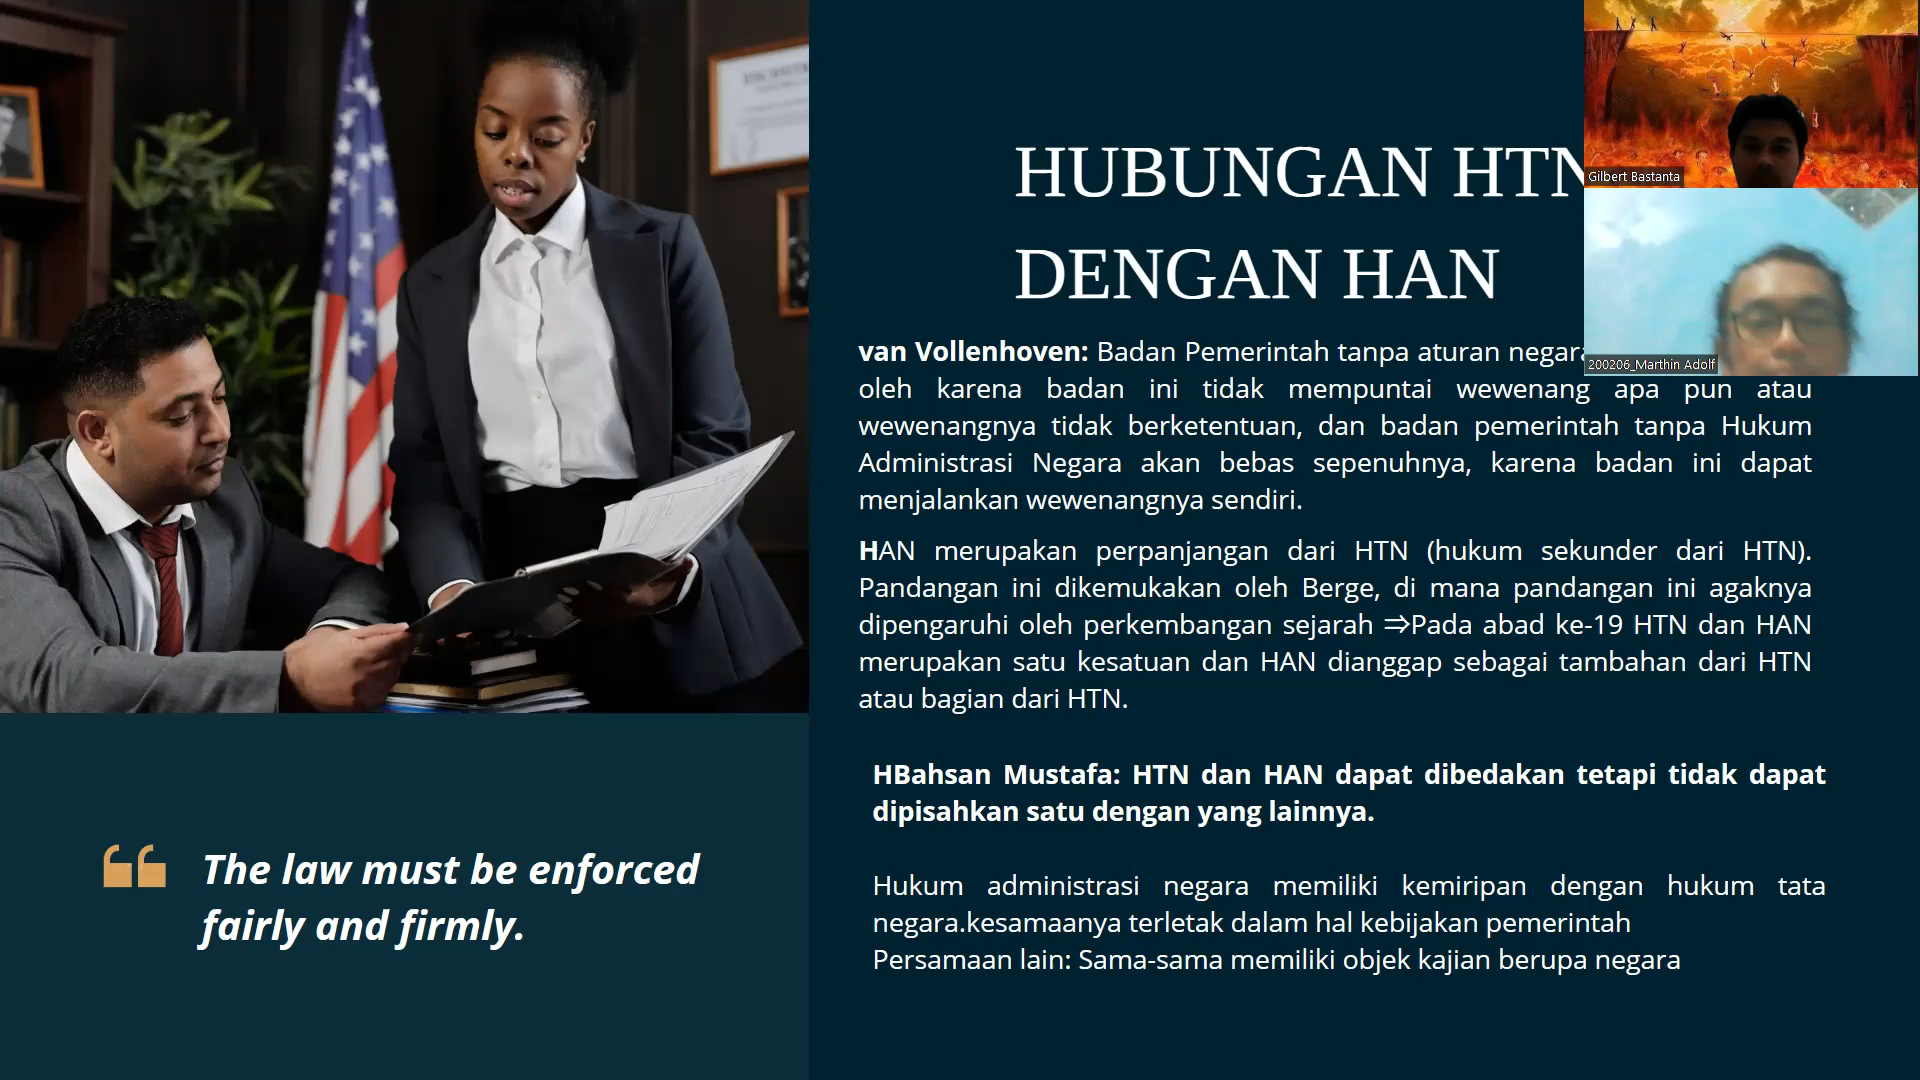 HUBUNGAN HTN
DENGAN HAN
van Vollenhoven: Badan Pemerintah tanpa aturan negara
oleh karena badan ini tidak mempuntai wewenang apa pun atau
wewenangnya tidak berketentuan, dan badan pemerintah tanpa Hukum
Administrasi Negara akan bebas sepenuhnya, karena badan ini dapat
menjalankan wewenangnya sendiri.
HAN merupakan perpanjangan dari HTN (hukum sekunder dari HTN).
Pandangan ini dikemukakan oleh Berge, di mana pandangan ini agaknya
dipengaruhi oleh perkembangan sejarah ⇒Pada abad ke-19 HTN dan HAN
merupakan satu kesatuan dan HAN dianggap sebagai tambahan dari HTN
atau bagian dari HTN.
HBahsan Mustafa: HTN dan HAN dapat dibedakan tetapi tidak dapat
dipisahkan satu dengan yang lainnya.
Hukum administrasi negara memiliki kemiripan dengan hukum tata
negara.kesamaanya terletak dalam hal kebijakan pemerintah
Persamaan lain: Sama-sama memiliki objek kajian berupa negara
The law must be enforced
fairly and firmly.
Gilbert Bastanta
200206_Marthin Adolf